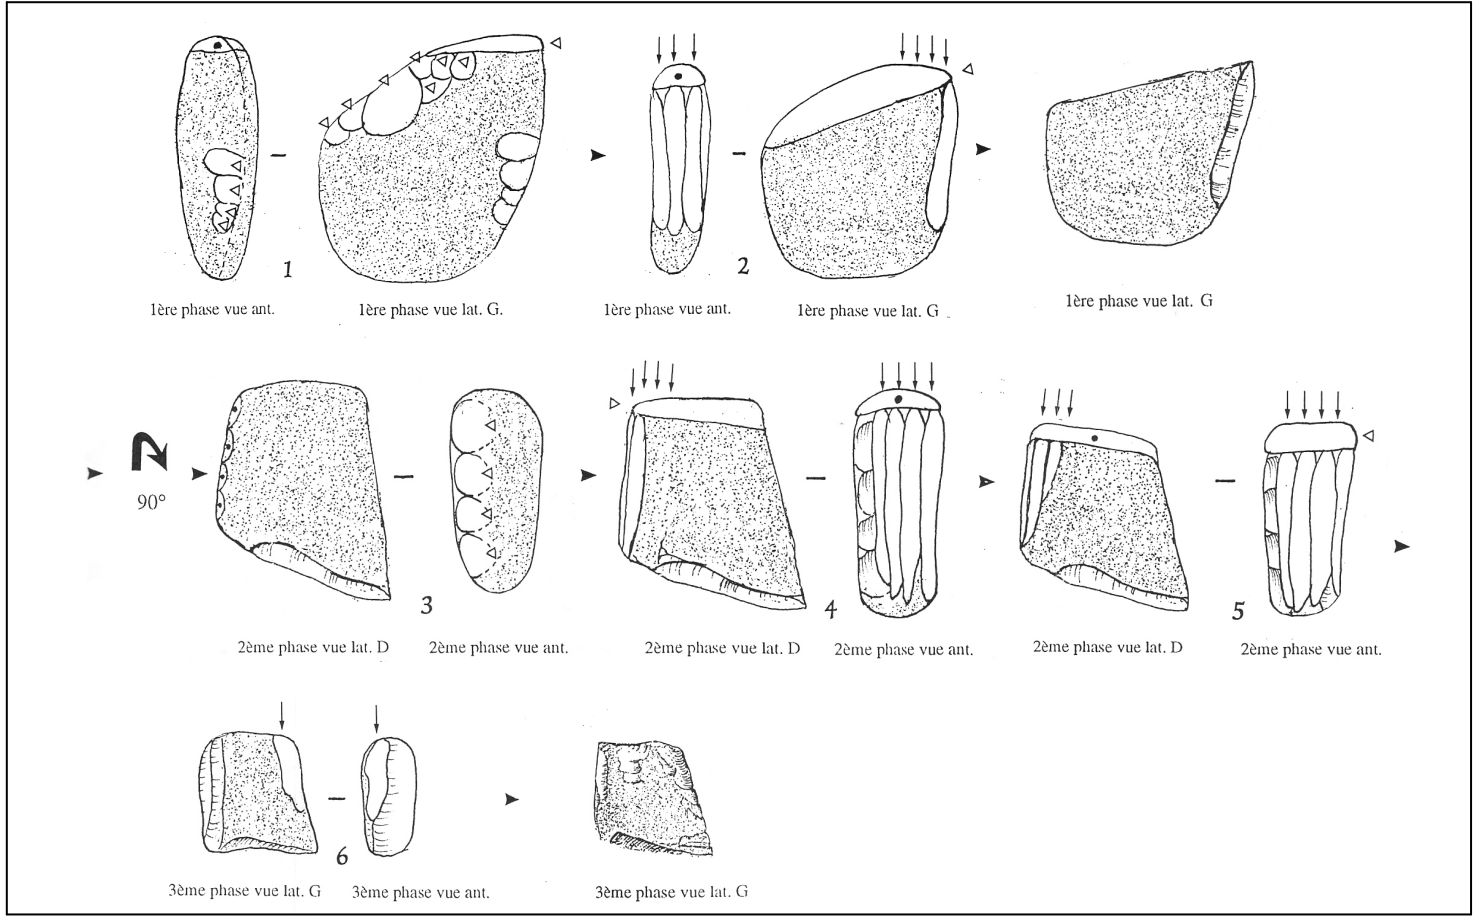 1
2
1ère phase vue ant.
1ère phase vue lat. G.
1ère phase vue ant.
1ère phase vue lat. G
1ère phase vue lat. G
90°
3
4
5
2ème phase vue lat. D
2ème phase vue ant.
2ème phase vue lat. D
2ème phase vue ant.
2ème phase vue lat. D
2ème phase vue ant.
6
3ème phase vue lat. G
3ème phase vue ant.
3ème phase vue lat. G